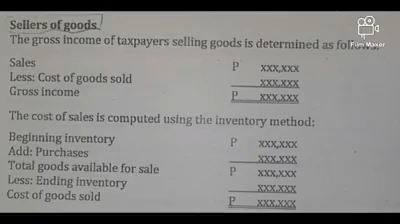 Sellers of goods.
The gross income of taxpayers selling goods is determined as follows:
Film Maker
Sales P xxx,xxx
Less: Cost of goods sold xxx,xxx
Gross income P xxx,xxx
The cost of sales is computed using the inventory method:
Beginning inventory P xxx,xxx
Add: Purchases xxx,xxx
Total goods available for sale P xxx,xxx
Less: Ending inventory xxx,xxx
Cost of goods sold P xxx,xxx